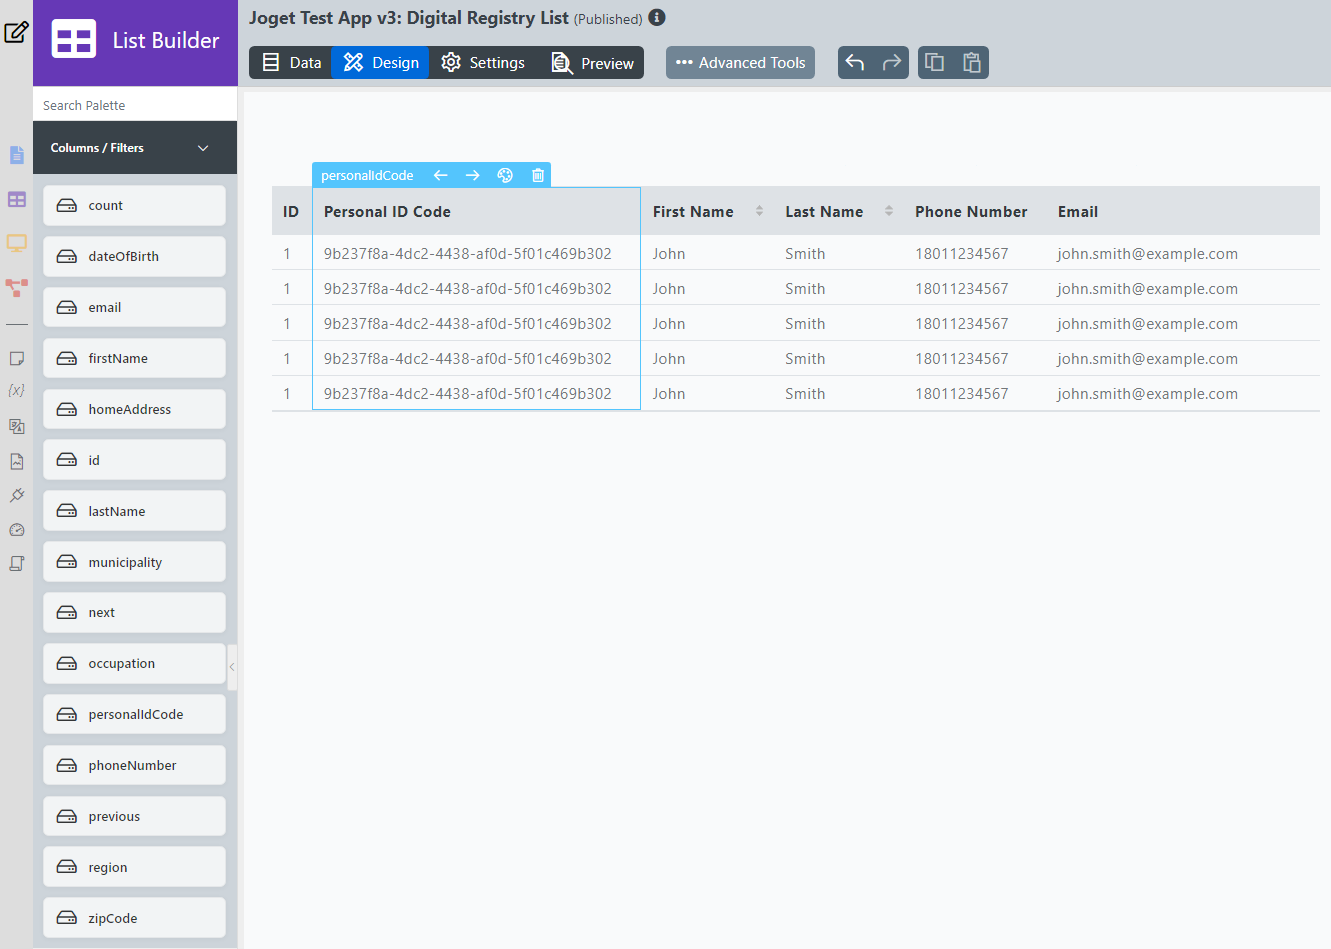 List Builder
Joget Test App v3: Digital Registry List (Published)
Data Design Settings Preview ••• Advanced Tools
Search Palette
Columns / Filters
count
dateOfBirth
email
firstName
homeAddress
id
lastName
municipality
next
occupation
personalIdCode
phoneNumber
previous
region
zipCode
{x}
personalIdCode
ID Personal ID Code First Name Last Name Phone Number Email
1 9b237f8a-4dc2-4438-af0d-5f01c469b302 John Smith 18011234567 john.smith@example.com
1 9b237f8a-4dc2-4438-af0d-5f01c469b302 John Smith 18011234567 john.smith@example.com
1 9b237f8a-4dc2-4438-af0d-5f01c469b302 John Smith 18011234567 john.smith@example.com
1 9b237f8a-4dc2-4438-af0d-5f01c469b302 John Smith 18011234567 john.smith@example.com
1 9b237f8a-4dc2-4438-af0d-5f01c469b302 John Smith 18011234567 john.smith@example.com